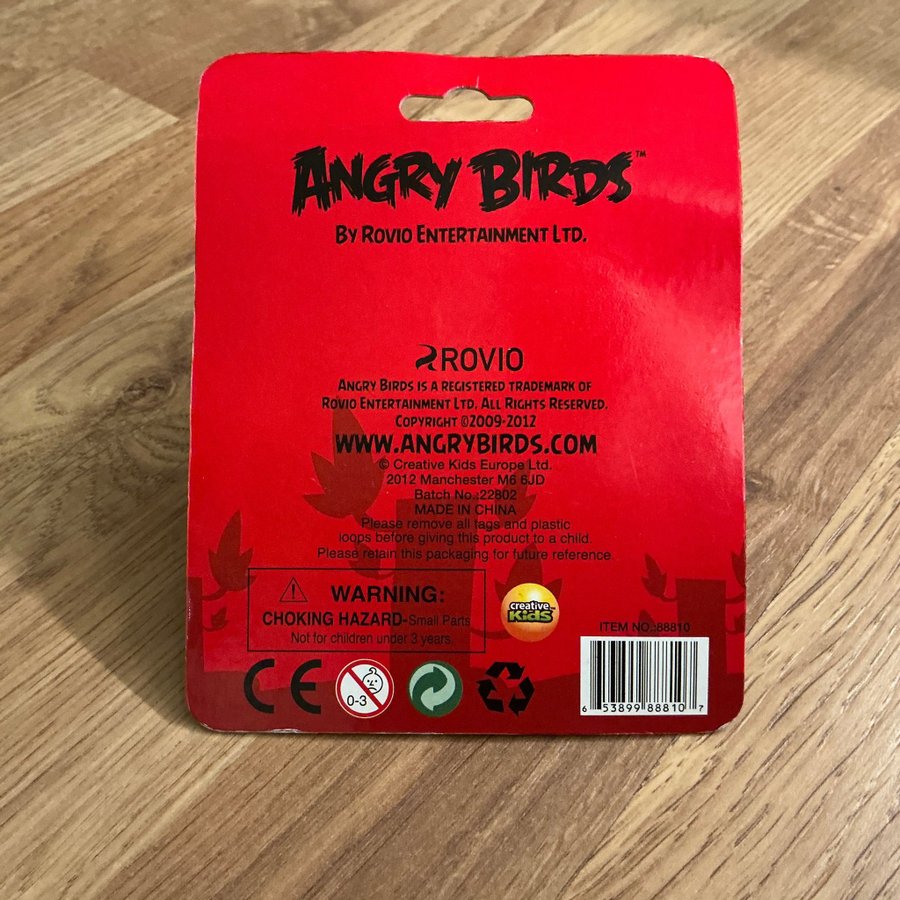 ANGRY BIRDS™
BY ROVIO ENTERTAINMENT LTD.
ROVIO
ANGRY BIRDS IS A REGISTERED TRADEMARK OF
ROVIO ENTERTAINMENT LTD. ALL RIGHTS RESERVED.
COPYRIGHT ©2009-2012
WWW.ANGRYBIRDS.COM
© Creative Kids Europe Ltd.
2012 Manchester M6 6JD
Batch No.:22802
MADE IN CHINA
Please remove all tags and plastic
loops before giving this product to a child.
Please retain this packaging for future reference.
WARNING:
CHOKING HAZARD-Small Parts
Not for children under 3 years.
creative
KiDS
ITEM NO.:88810
CE
0-3
6 53899 88810 7